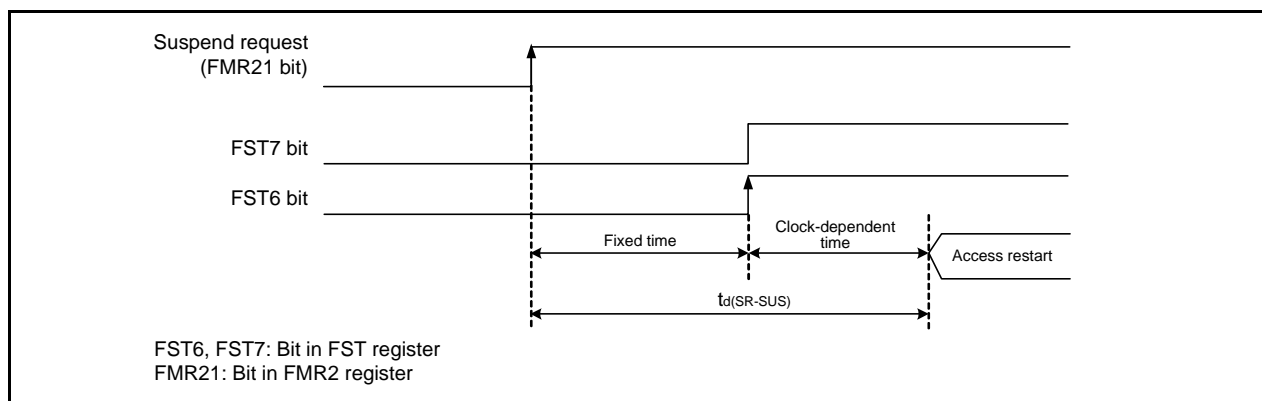 Suspend request
(FMR21 bit)
FST7 bit
FST6 bit
Fixed time
Clock-dependent
time
Access restart
td(SR-SUS)
FST6, FST7: Bit in FST register
FMR21: Bit in FMR2 register